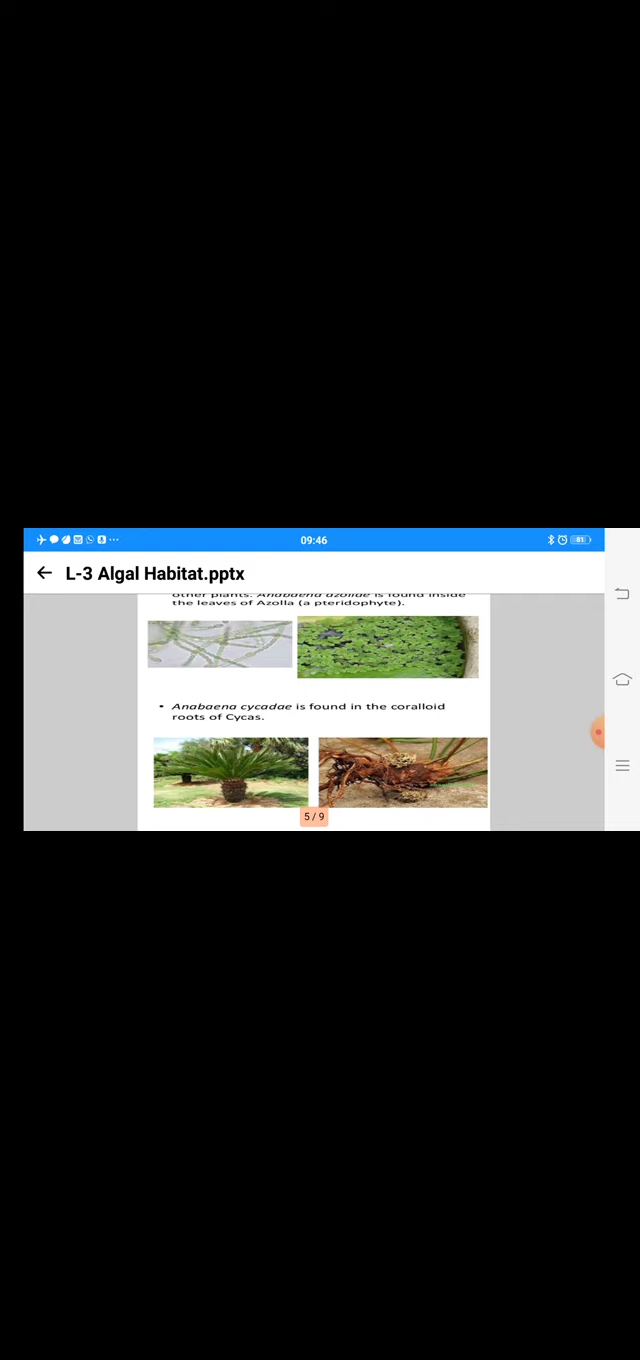 09:46
61
L-3 Algal Habitat.pptx
other plants. Anabaena azollae is found inside
the leaves of Azolla (a pteridophyte).
• Anabaena cycadae is found in the coralloid
roots of Cycas.
5 / 9